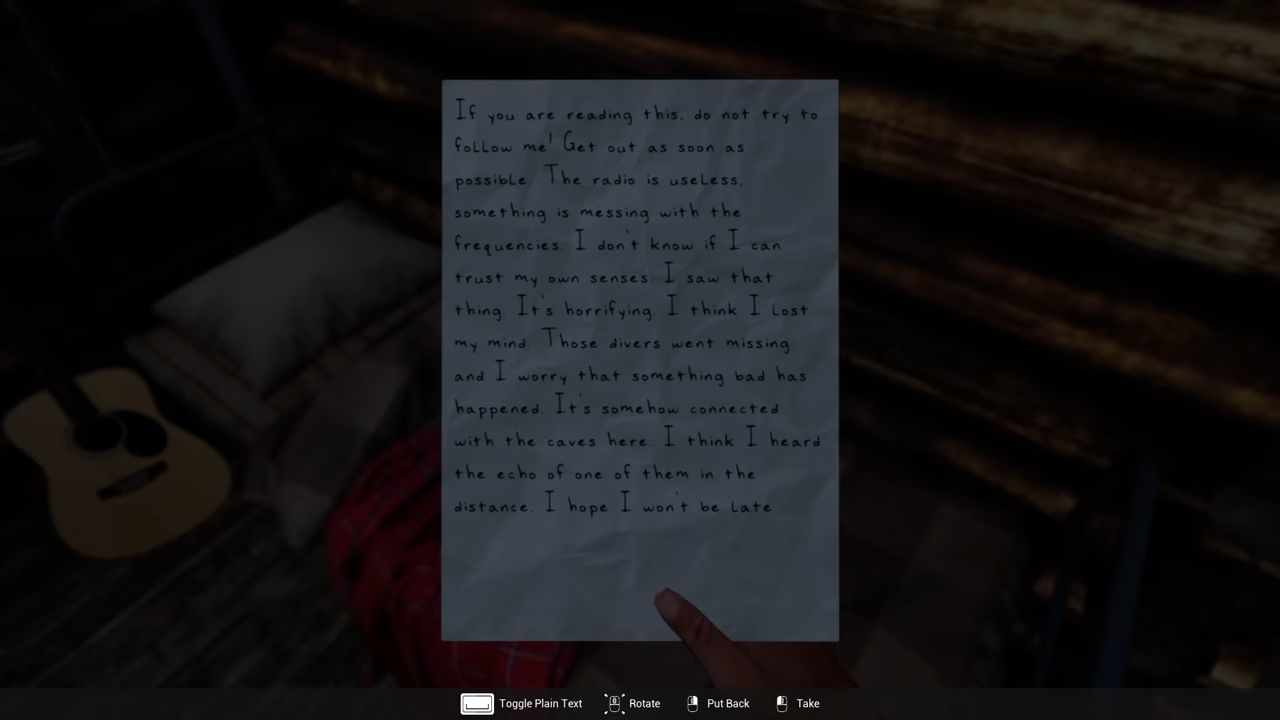 If you are reading this, do not try to
follow me! Get out as soon as
possible. The radio is useless,
something is messing with the
frequencies. I don't know if I can
trust my own senses. I saw that
thing. It's horrifying. I think I lost
my mind. Those divers went missing
and I worry that something bad has
happened. It's somehow connected
with the caves here. I think I heard
the echo of one of them in the
distance. I hope I won't be late
Toggle Plain Text Rotate Put Back Take